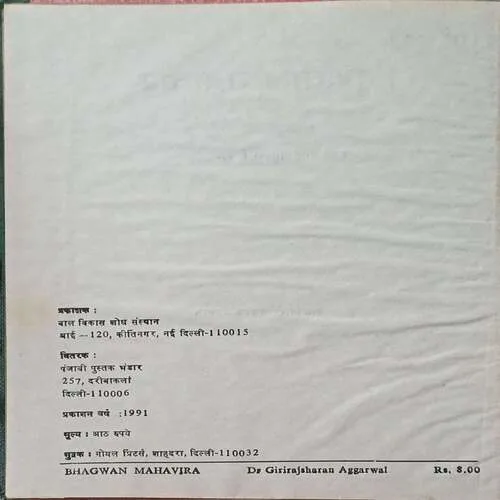 प्रकाशक :
बाल विकास शोध संस्थान
आई –120, कीर्तिनगर, नई दिल्ली-110015
वितरक :
पंजाबी पुस्तक भंडार
257, दरीबाकलां
दिल्ली-110006
प्रकाशन वर्ष :1991
मूल्य : आठ रुपये
मुद्रक : गोयल प्रिंटर्स, शाहदरा, दिल्ली-110032
BHAGWAN MAHAVIRA Dr Girirajsharan Aggarwal Rs. 8.00